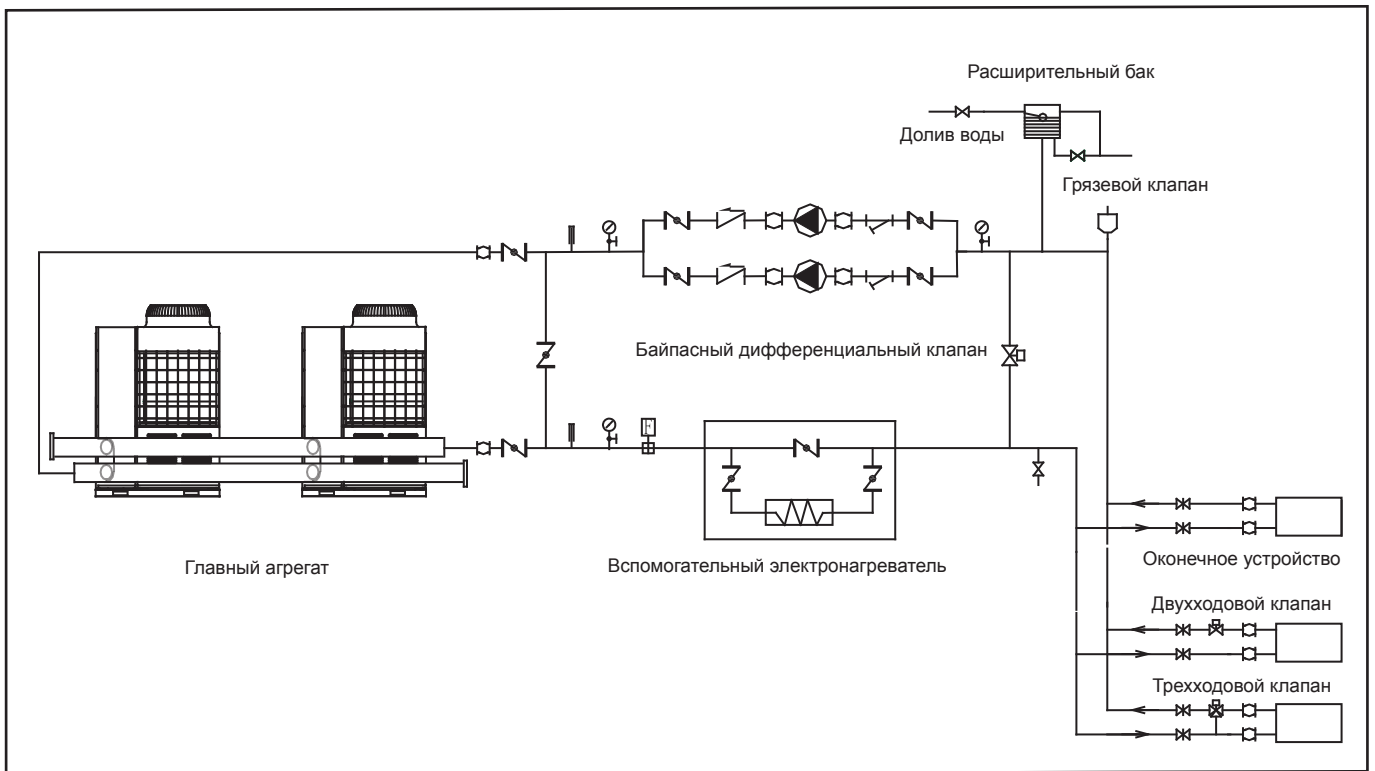 Расширительный бак
Долив воды
Грязевой клапан
Байпасный дифференциальный клапан
F
Главный агрегат
Вспомогательный электронагреватель
Оконечное устройство
Двухходовой клапан
Трехходовой клапан